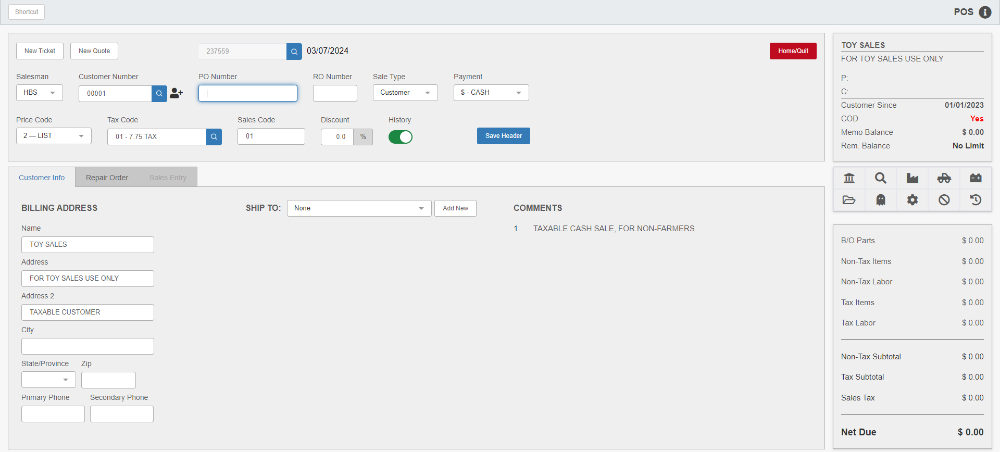 Shortcut
POS
New Ticket
New Quote
237559
03/07/2024
Home/Quit
Salesman
Customer Number
PO Number
RO Number
Sale Type
Payment
HBS
00001
Customer
$ - CASH
Price Code
Tax Code
Sales Code
Discount
History
2 — LIST
01 - 7.75 TAX
01
0.0 %
Save Header
Customer Info
Repair Order
Sales Entry
BILLING ADDRESS
Name
TOY SALES
Address
FOR TOY SALES USE ONLY
Address 2
TAXABLE CUSTOMER
City
State/Province
Zip
Primary Phone
Secondary Phone
SHIP TO: None
Add New
COMMENTS
1. TAXABLE CASH SALE, FOR NON-FARMERS
TOY SALES
FOR TOY SALES USE ONLY
P:
C:
Customer Since 01/01/2023
COD Yes
Memo Balance $ 0.00
Rem. Balance No Limit
B/O Parts $ 0.00
Non-Tax Items $ 0.00
Non-Tax Labor $ 0.00
Tax Items $ 0.00
Tax Labor $ 0.00
Non-Tax Subtotal $ 0.00
Tax Subtotal $ 0.00
Sales Tax $ 0.00
Net Due $ 0.00